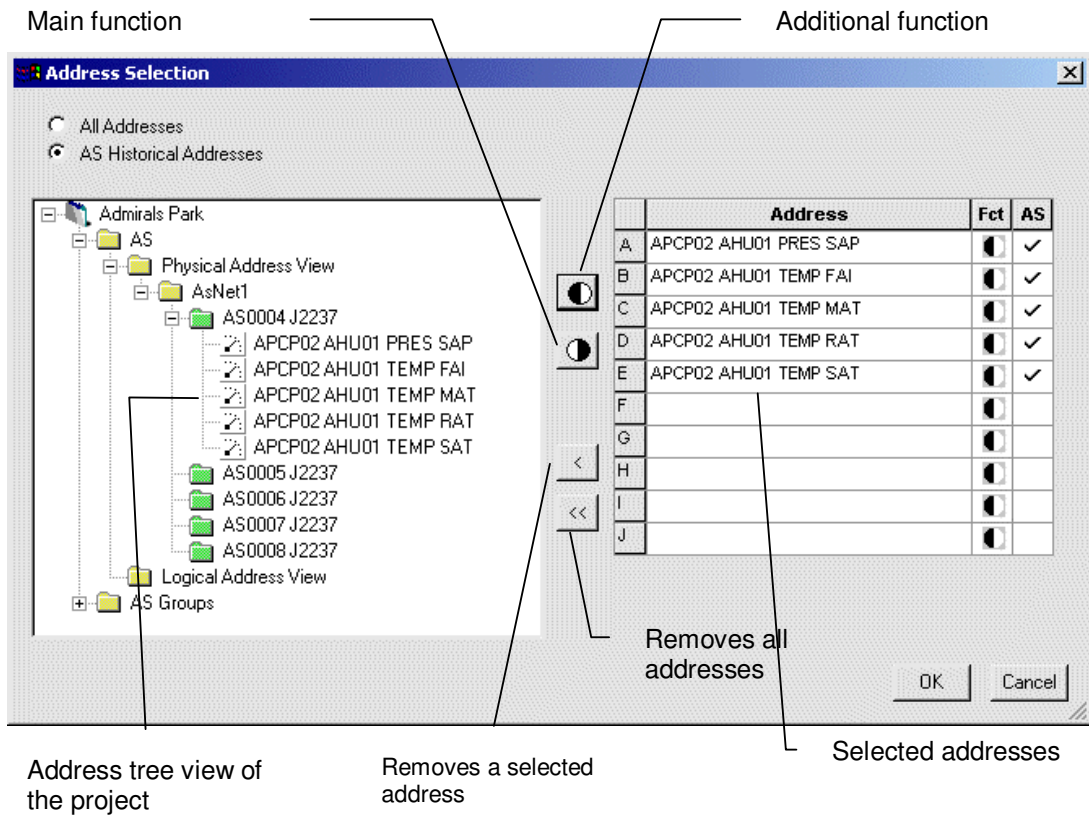 Main function
Additional function
Address Selection
All Addresses
AS Historical Addresses
Admirals Park
AS
Physical Address View
AsNet1
AS0004 J2237
APCP02 AHU01 PRES SAP
APCP02 AHU01 TEMP FAI
APCP02 AHU01 TEMP MAT
APCP02 AHU01 TEMP RAT
APCP02 AHU01 TEMP SAT
AS0005 J2237
AS0006 J2237
AS0007 J2237
AS0008 J2237
Logical Address View
AS Groups
<
<<
Address Fct AS
A APCP02 AHU01 PRES SAP
B APCP02 AHU01 TEMP FAI
C APCP02 AHU01 TEMP MAT
D APCP02 AHU01 TEMP RAT
E APCP02 AHU01 TEMP SAT
F
G
H
I
J
Removes all
addresses
OK Cancel
Address tree view of
the project
Removes a selected
address
Selected addresses